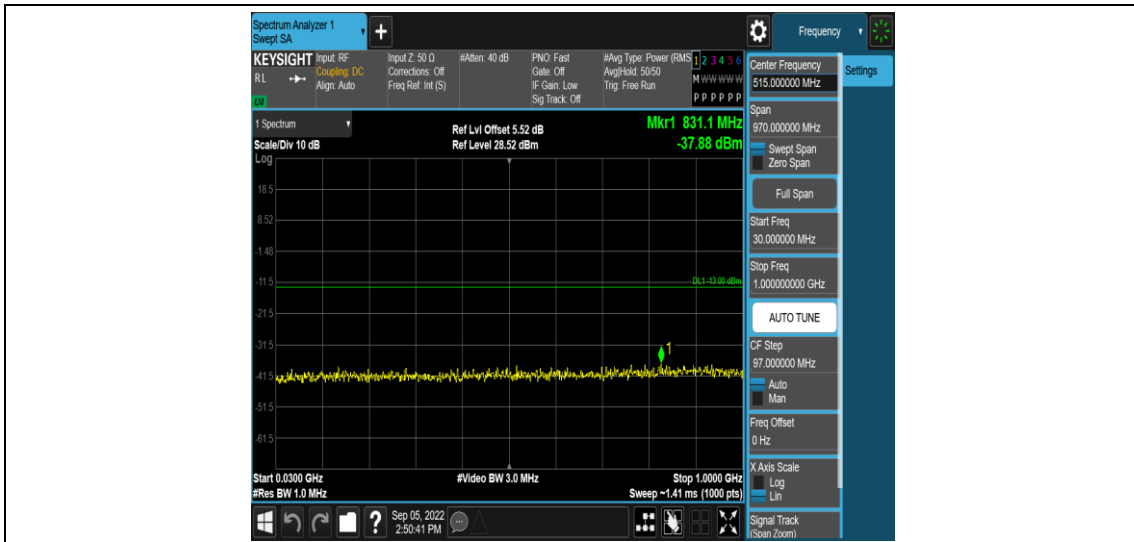 Spectrum Analyzer 1
Swept SA
+
Frequency
KEYSIGHT
RL
LXI
Input: RF
Coupling: DC
Align: Auto
Input Z: 50 Ω
Corrections: Off
Freq Ref: Int (S)
#Atten: 40 dB
PNO: Fast
Gate: Off
IF Gain: Low
Sig Track: Off
#Avg Type: Power (RMS
Avg|Hold: 50/50
Trig: Free Run
1 2 3 4 5 6
M W W W W W
P P P P P P
1 Spectrum
Scale/Div 10 dB
Log
Ref Lvl Offset 5.52 dB
Ref Level 28.52 dBm
Mkr1 831.1 MHz
-37.88 dBm
18.5
8.52
-1.48
-11.5
DL1 -13.00 dBm
-21.5
-31.5
1
-41.5
-51.5
-61.5
Start 0.0300 GHz
#Res BW 1.0 MHz
#Video BW 3.0 MHz
Stop 1.0000 GHz
Sweep ~1.41 ms (1000 pts)
?
Sep 05, 2022
2:50:41 PM
Center Frequency
515.000000 MHz
Settings
Span
970.000000 MHz
Swept Span
Zero Span
Full Span
Start Freq
30.000000 MHz
Stop Freq
1.000000000 GHz
AUTO TUNE
CF Step
97.000000 MHz
Auto
Man
Freq Offset
0 Hz
X Axis Scale
Log
Lin
Signal Track
(Span Zoom)